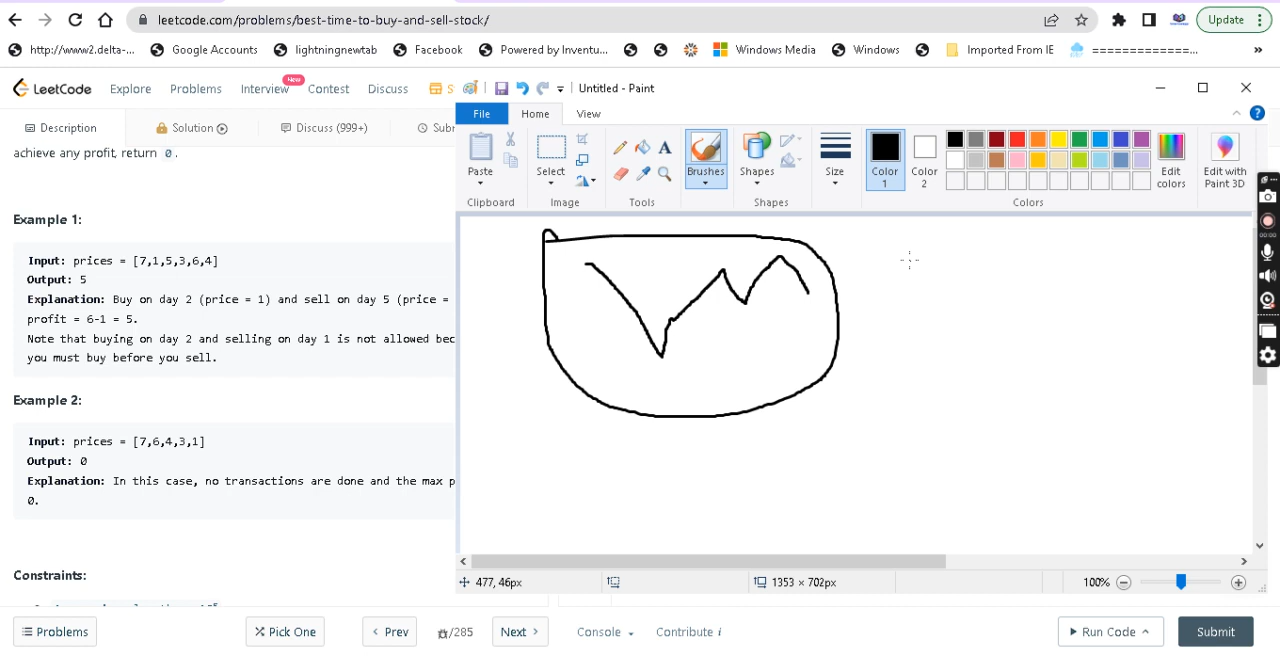 leetcode.com/problems/best-time-to-buy-and-sell-stock/
Update
http://www2.delta-... Google Accounts lightningnewtab Facebook Powered by Inventu... Windows Media Windows Imported From IE ============... »
LeetCode Explore Problems Interview New Contest Discuss S
Untitled - Paint
File Home View
Description Solution Discuss (999+) Sub
achieve any profit, return 0.
Example 1:
Input: prices = [7,1,5,3,6,4]
Output: 5
Explanation: Buy on day 2 (price = 1) and sell on day 5 (price =
profit = 6-1 = 5.
Note that buying on day 2 and selling on day 1 is not allowed bec
you must buy before you sell.
Example 2:
Input: prices = [7,6,4,3,1]
Output: 0
Explanation: In this case, no transactions are done and the max p
0.
Constraints:
Paste Select Brushes Shapes Size Color 1 Color 2 Edit colors Edit with Paint 3D
Clipboard Image Tools Shapes Colors
00:00
477, 46px 1353 × 702px 100%
Problems Pick One < Prev /285 Next > Console Contribute i Run Code Submit